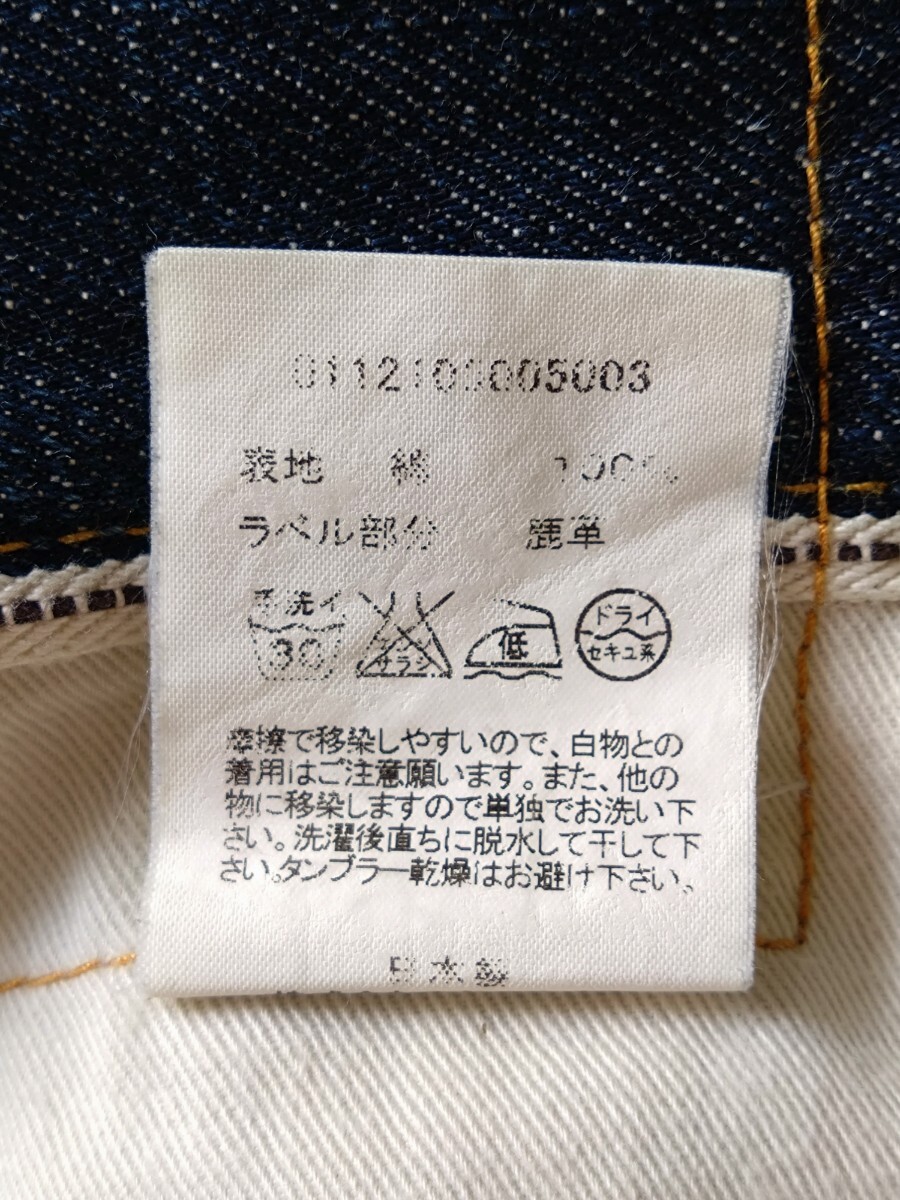 0112100005003
表地 綿 100%
ラベル部分 鹿革
手洗イ
30
サラシ
低
ドライ
セキユ系
摩擦で移染しやすいので、白物との
着用はご注意願います。また、他の
物に移染しますので単独でお洗い下
さい。洗濯後直ちに脱水して干して下
さい。タンブラー乾燥はお避け下さい。
日本製